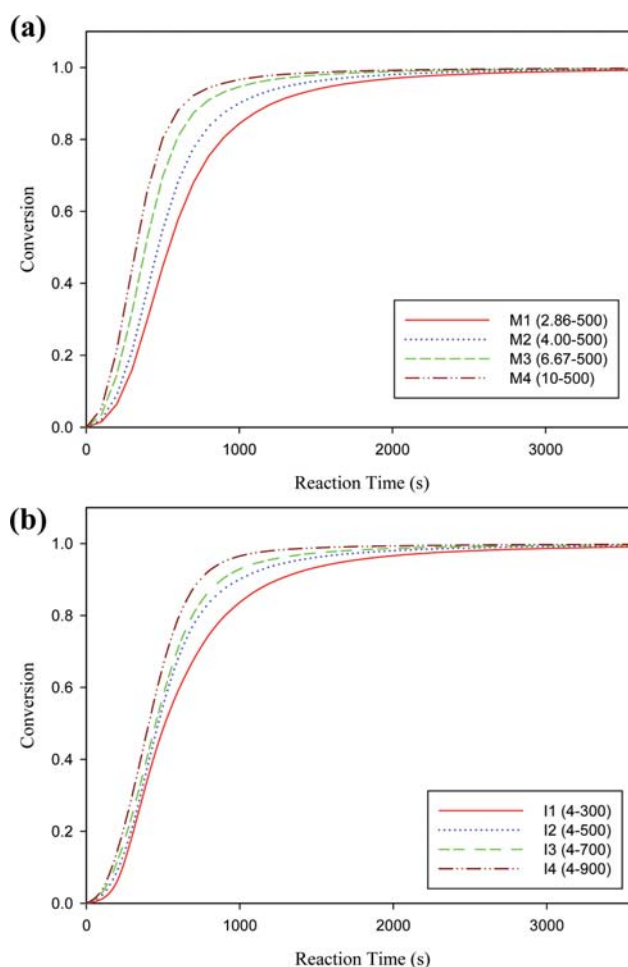 (a)
1.0
0.8
0.6
0.4
0.2
0.0
Conversion
M1 (2.86-500)
M2 (4.00-500)
M3 (6.67-500)
M4 (10-500)
0
1000
2000
3000
Reaction Time (s)
(b)
1.0
0.8
0.6
0.4
0.2
0.0
Conversion
I1 (4-300)
I2 (4-500)
I3 (4-700)
I4 (4-900)
0
1000
2000
3000
Reaction Time (s)